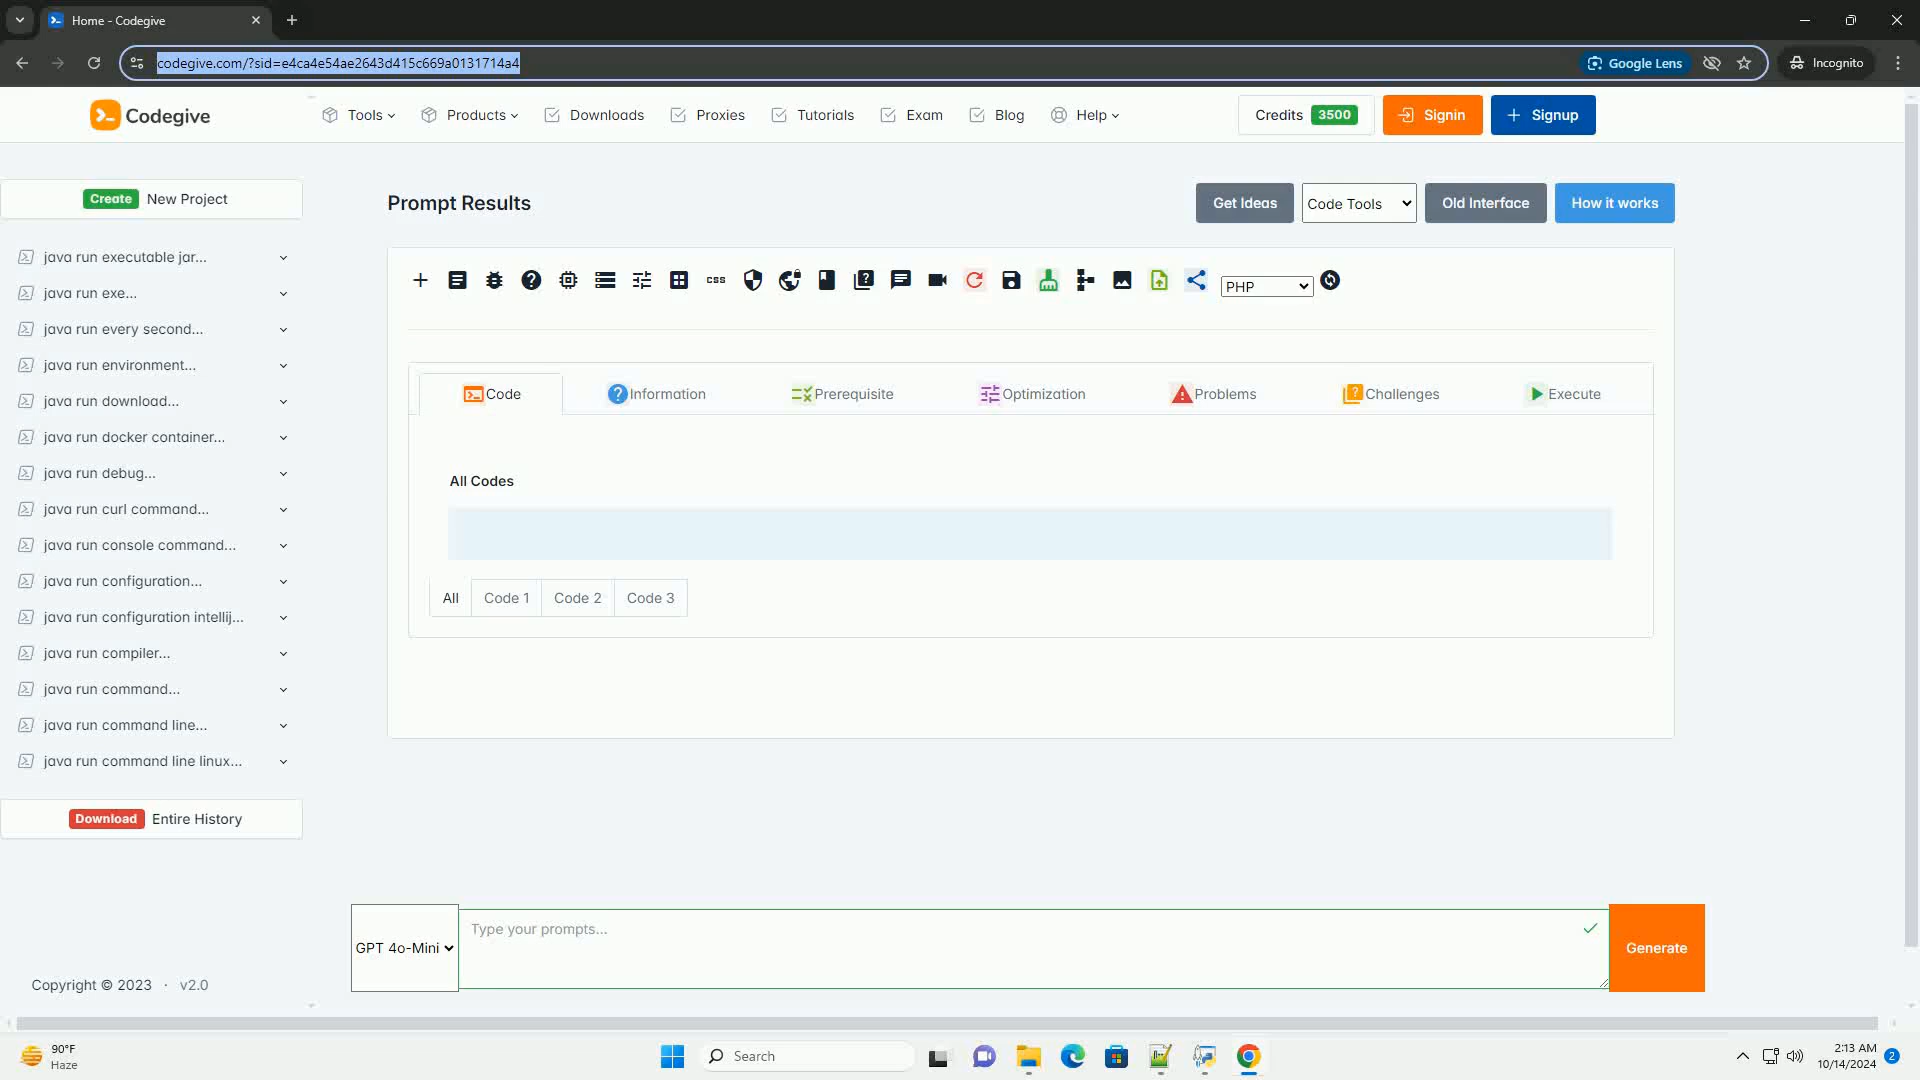 Home - Codegive
codegive.com/?sid=e4ca4e54ae2643d415c669a0131714a4
Google Lens
Incognito
Codegive
Tools
Products
Downloads
Proxies
Tutorials
Exam
Blog
Help
Credits 3500
Signin
Signup
Create New Project
Prompt Results
Get Ideas
Code Tools
Old Interface
How it works
java run executable jar...
java run exe...
java run every second...
java run environment...
java run download...
java run docker container...
java run debug...
java run curl command...
java run console command...
java run configuration...
java run configuration intellij...
java run compiler...
java run command...
java run command line...
java run command line linux...
Download Entire History
css
PHP
Code
Information
Prerequisite
Optimization
Problems
Challenges
Execute
All Codes
All
Code 1
Code 2
Code 3
GPT 4o-Mini
Type your prompts...
Generate
Copyright © 2023 · v2.0
90°F
Haze
Search
2:13 AM
10/14/2024
2